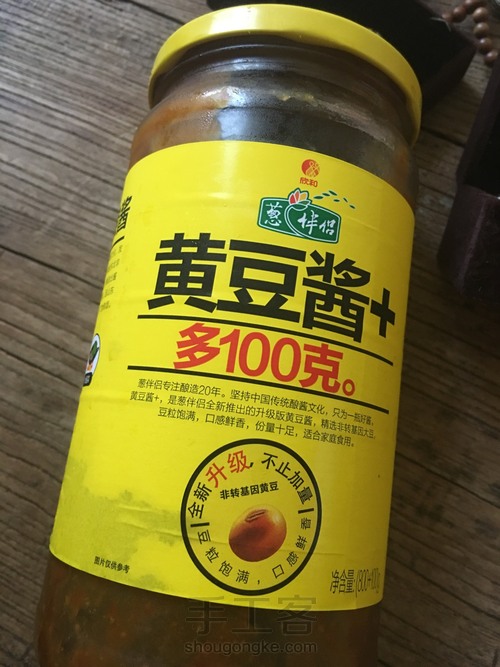 欣和
葱伴侣
黄豆酱+
多100克。
葱伴侣专注酿造20年。坚持中国传统酿酱文化，只为一瓶好酱。
黄豆酱+，是葱伴侣全新推出的升级版黄豆酱，精选非转基因大豆，
豆粒饱满，口感鲜香，份量十足，适合家庭食用。
全新升级，不止加量
非转基因黄豆
豆粒饱满，口感
图片仅供参考
净含量:(800+100)g
酱
手工客
shougongke.com